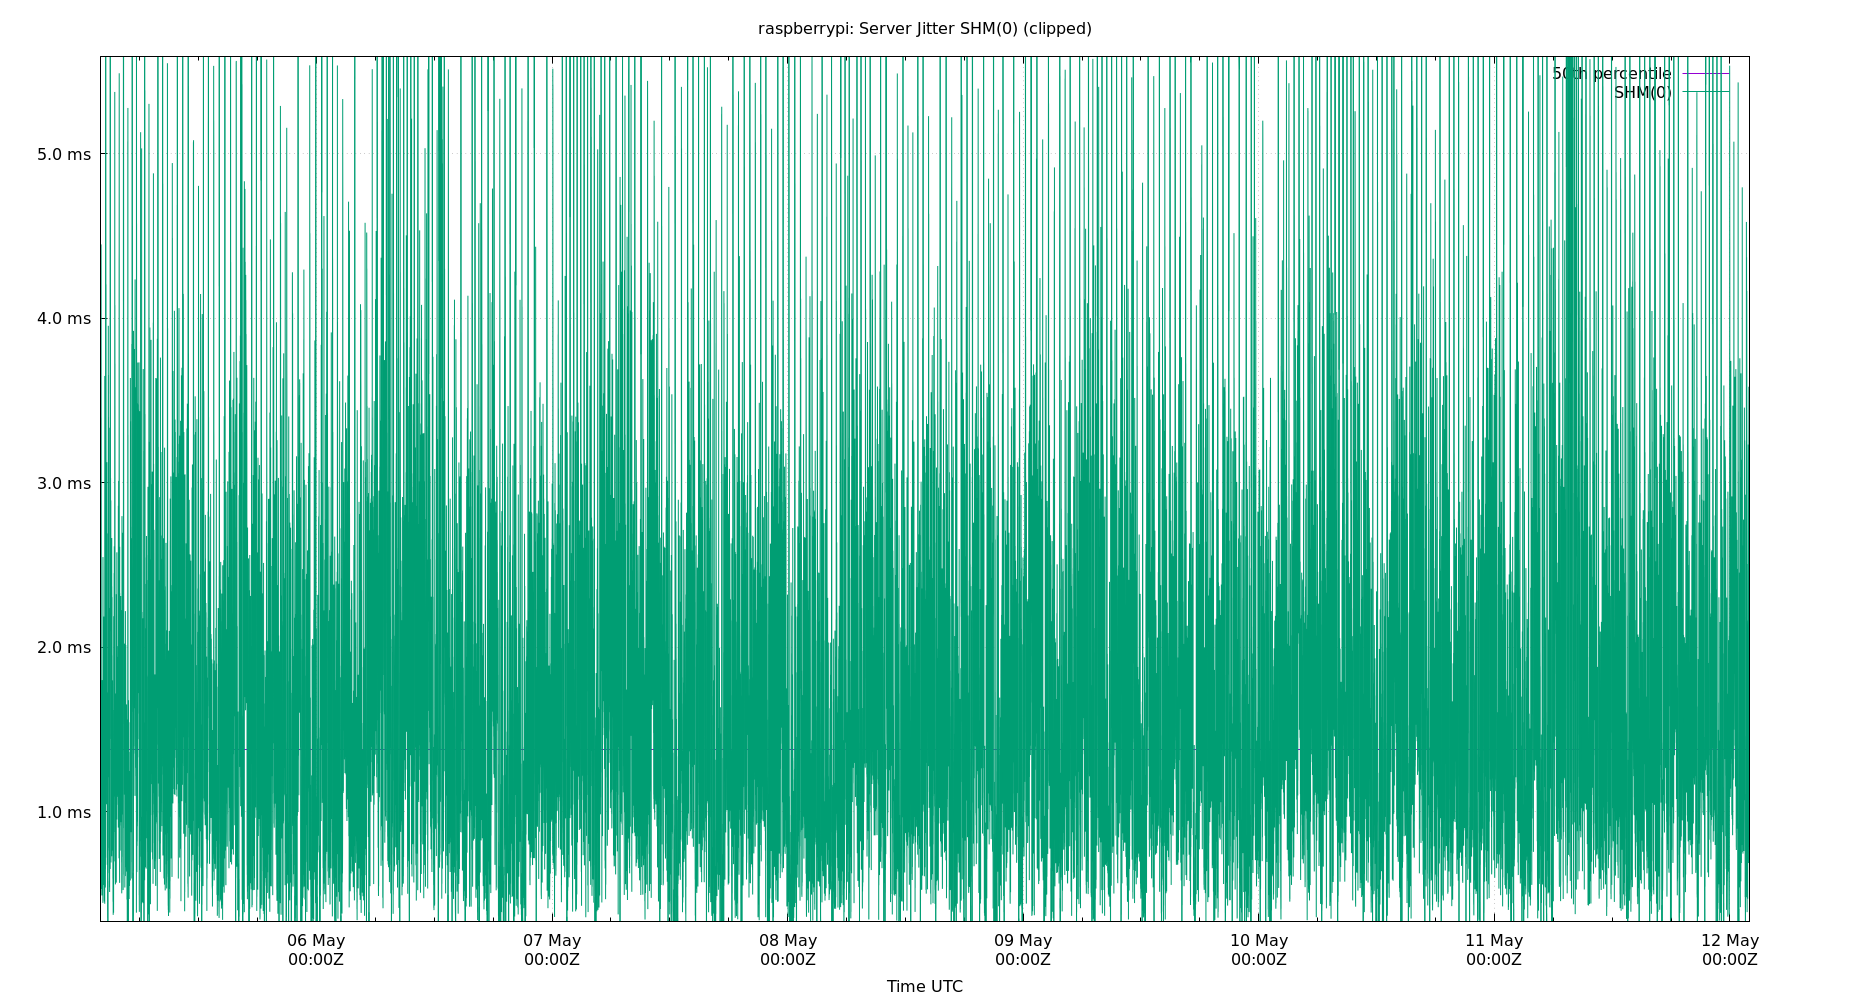 raspberrypi: Server Jitter SHM(0) (clipped)
50th percentile
SHM(0)
5.0 ms
4.0 ms
3.0 ms
2.0 ms
1.0 ms
06 May
00:00Z
07 May
00:00Z
08 May
00:00Z
09 May
00:00Z
10 May
00:00Z
11 May
00:00Z
12 May
00:00Z
Time UTC